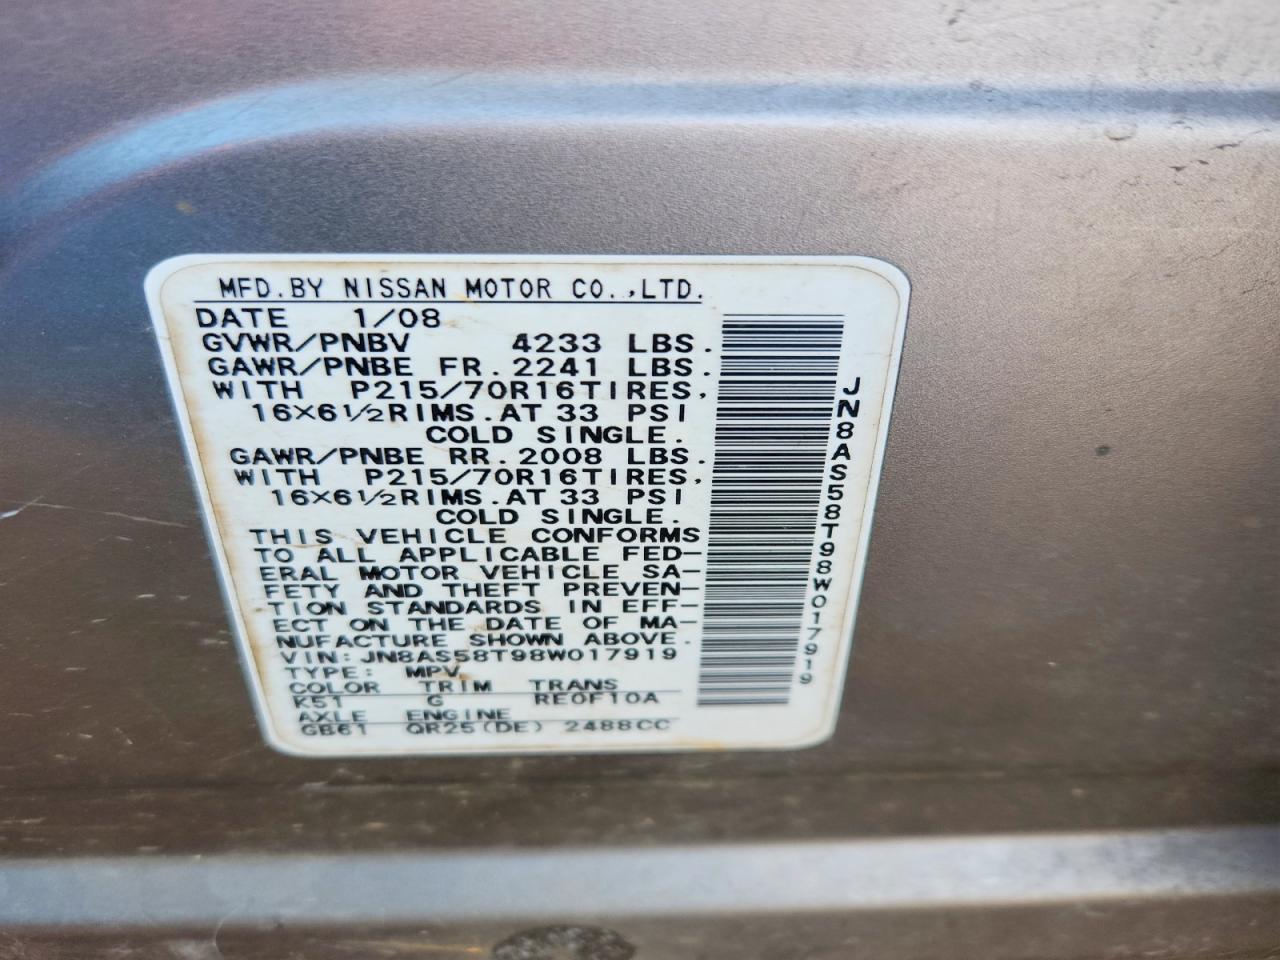 MFD.BY NISSAN MOTOR CO.,LTD.
DATE 1/08
GVWR/PNBV 4233 LBS.
GAWR/PNBE FR.2241 LBS.
WITH P215/70R16TIRES,
16×6½RIMS.AT 33 PSI
COLD SINGLE.
GAWR/PNBE RR.2008 LBS.
WITH P215/70R16TIRES,
16×6½RIMS.AT 33 PSI
COLD SINGLE.
THIS VEHICLE CONFORMS
TO ALL APPLICABLE FED-
ERAL MOTOR VEHICLE SA-
FETY AND THEFT PREVEN-
TION STANDARDS IN EFF-
ECT ON THE DATE OF MA-
NUFACTURE SHOWN ABOVE.
VIN: JN8AS58T98W017919
TYPE: MPV
COLOR TRIM TRANS
K51 G RE0F10A
AXLE ENGINE
GB61 QR25(DE) 2488CC
JN8AS58T98W017919